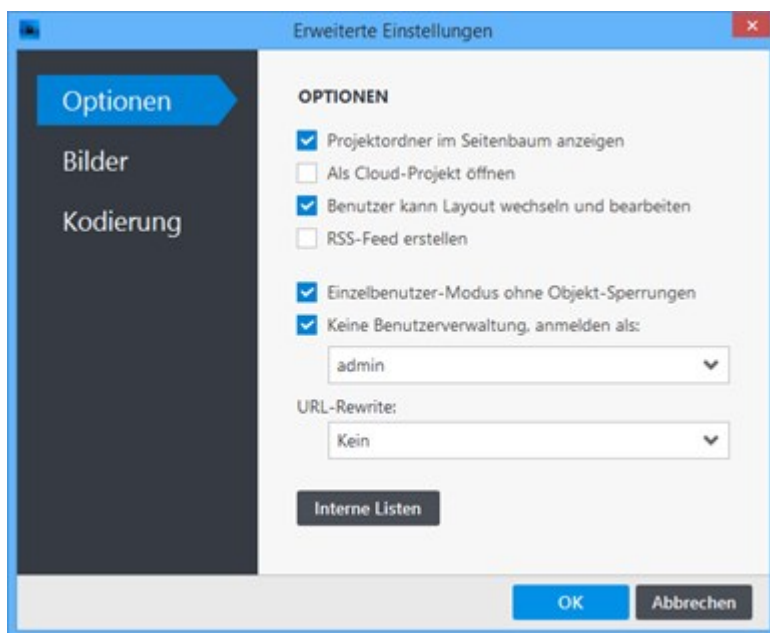 Erweiterte Einstellungen
Optionen
Bilder
Kodierung
OPTIONEN
Projektordner im Seitenbaum anzeigen
Als Cloud-Projekt öffnen
Benutzer kann Layout wechseln und bearbeiten
RSS-Feed erstellen
Einzelbenutzer-Modus ohne Objekt-Sperrungen
Keine Benutzerverwaltung, anmelden als:
admin
URL-Rewrite:
Kein
Interne Listen
OK
Abbrechen